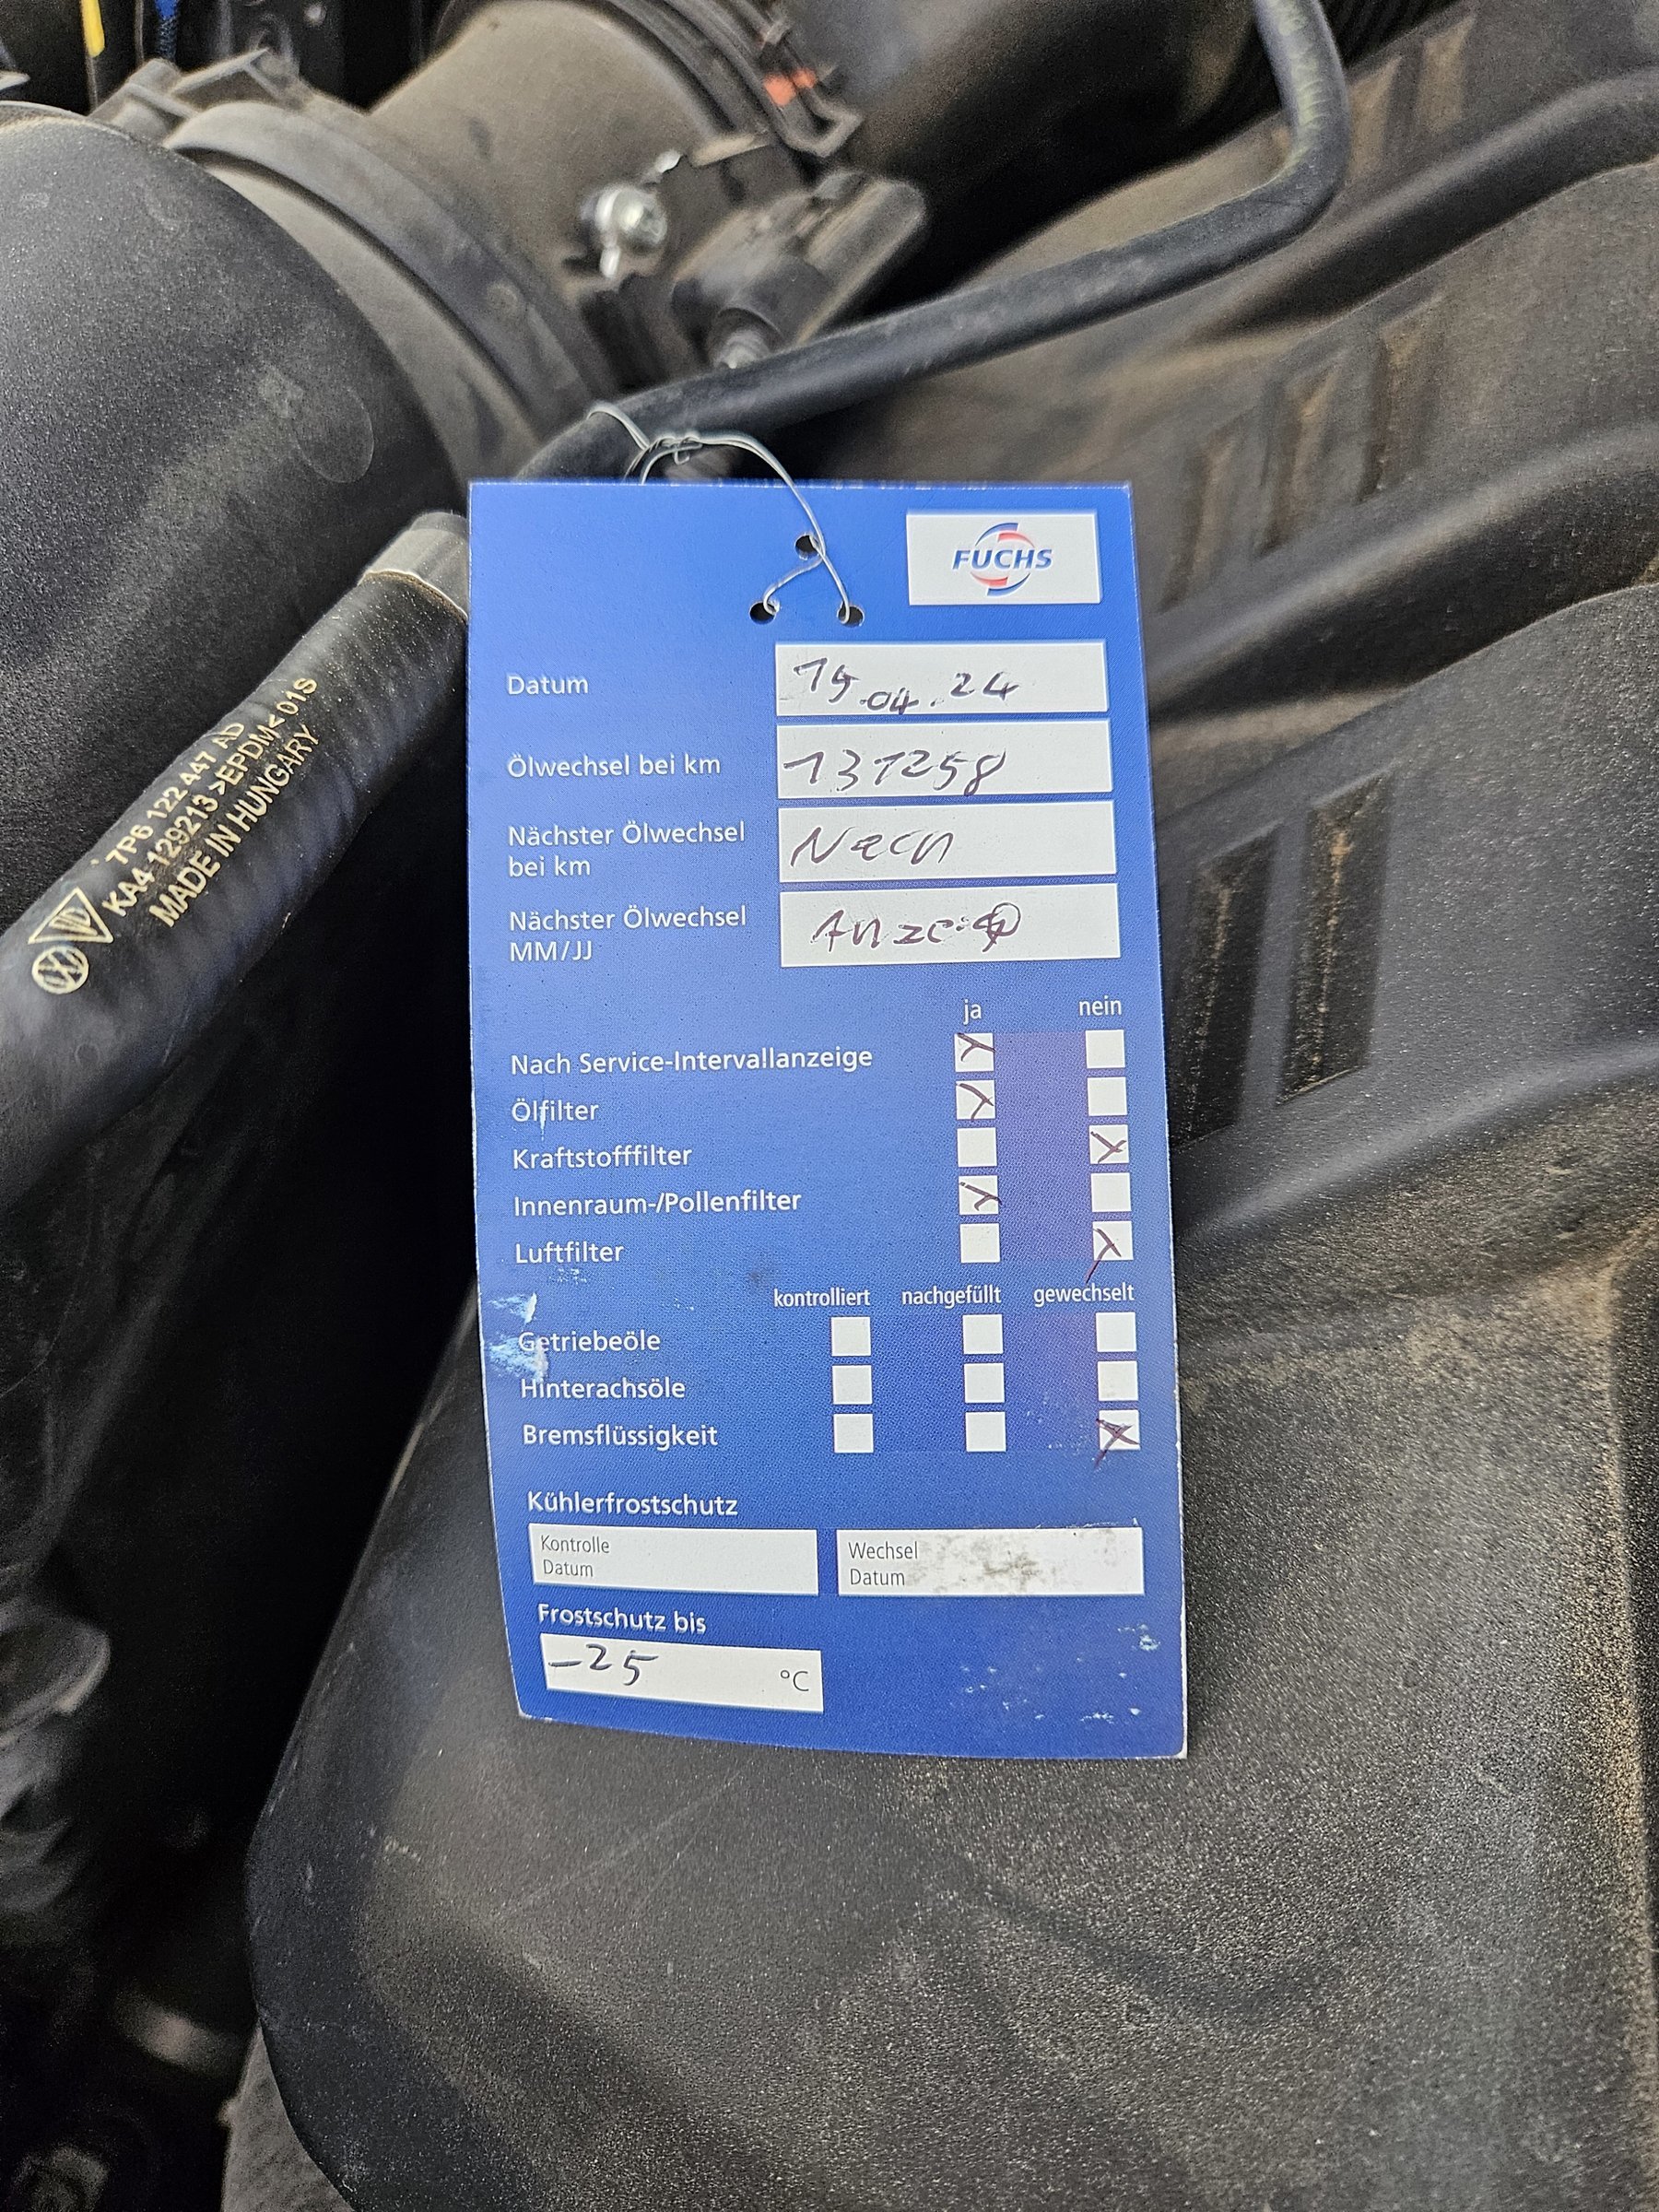 FUCHS
Datum 19.04.24
Ölwechsel bei km 131258
Nächster Ölwechsel
bei km Nach
Nächster Ölwechsel
MM/JJ Anzeige
ja nein
Nach Service-Intervallanzeige
Ölfilter
Kraftstofffilter
Innenraum-/Pollenfilter
Luftfilter
kontrolliert nachgefüllt gewechselt
Getriebeöle
Hinterachsöle
Bremsflüssigkeit
Kühlerfrostschutz
Kontrolle
Datum
Wechsel
Datum
Frostschutz bis
-25 °C
7P6 122 447 AD
KA4 129213 >EPDM< 01S
MADE IN HUNGARY